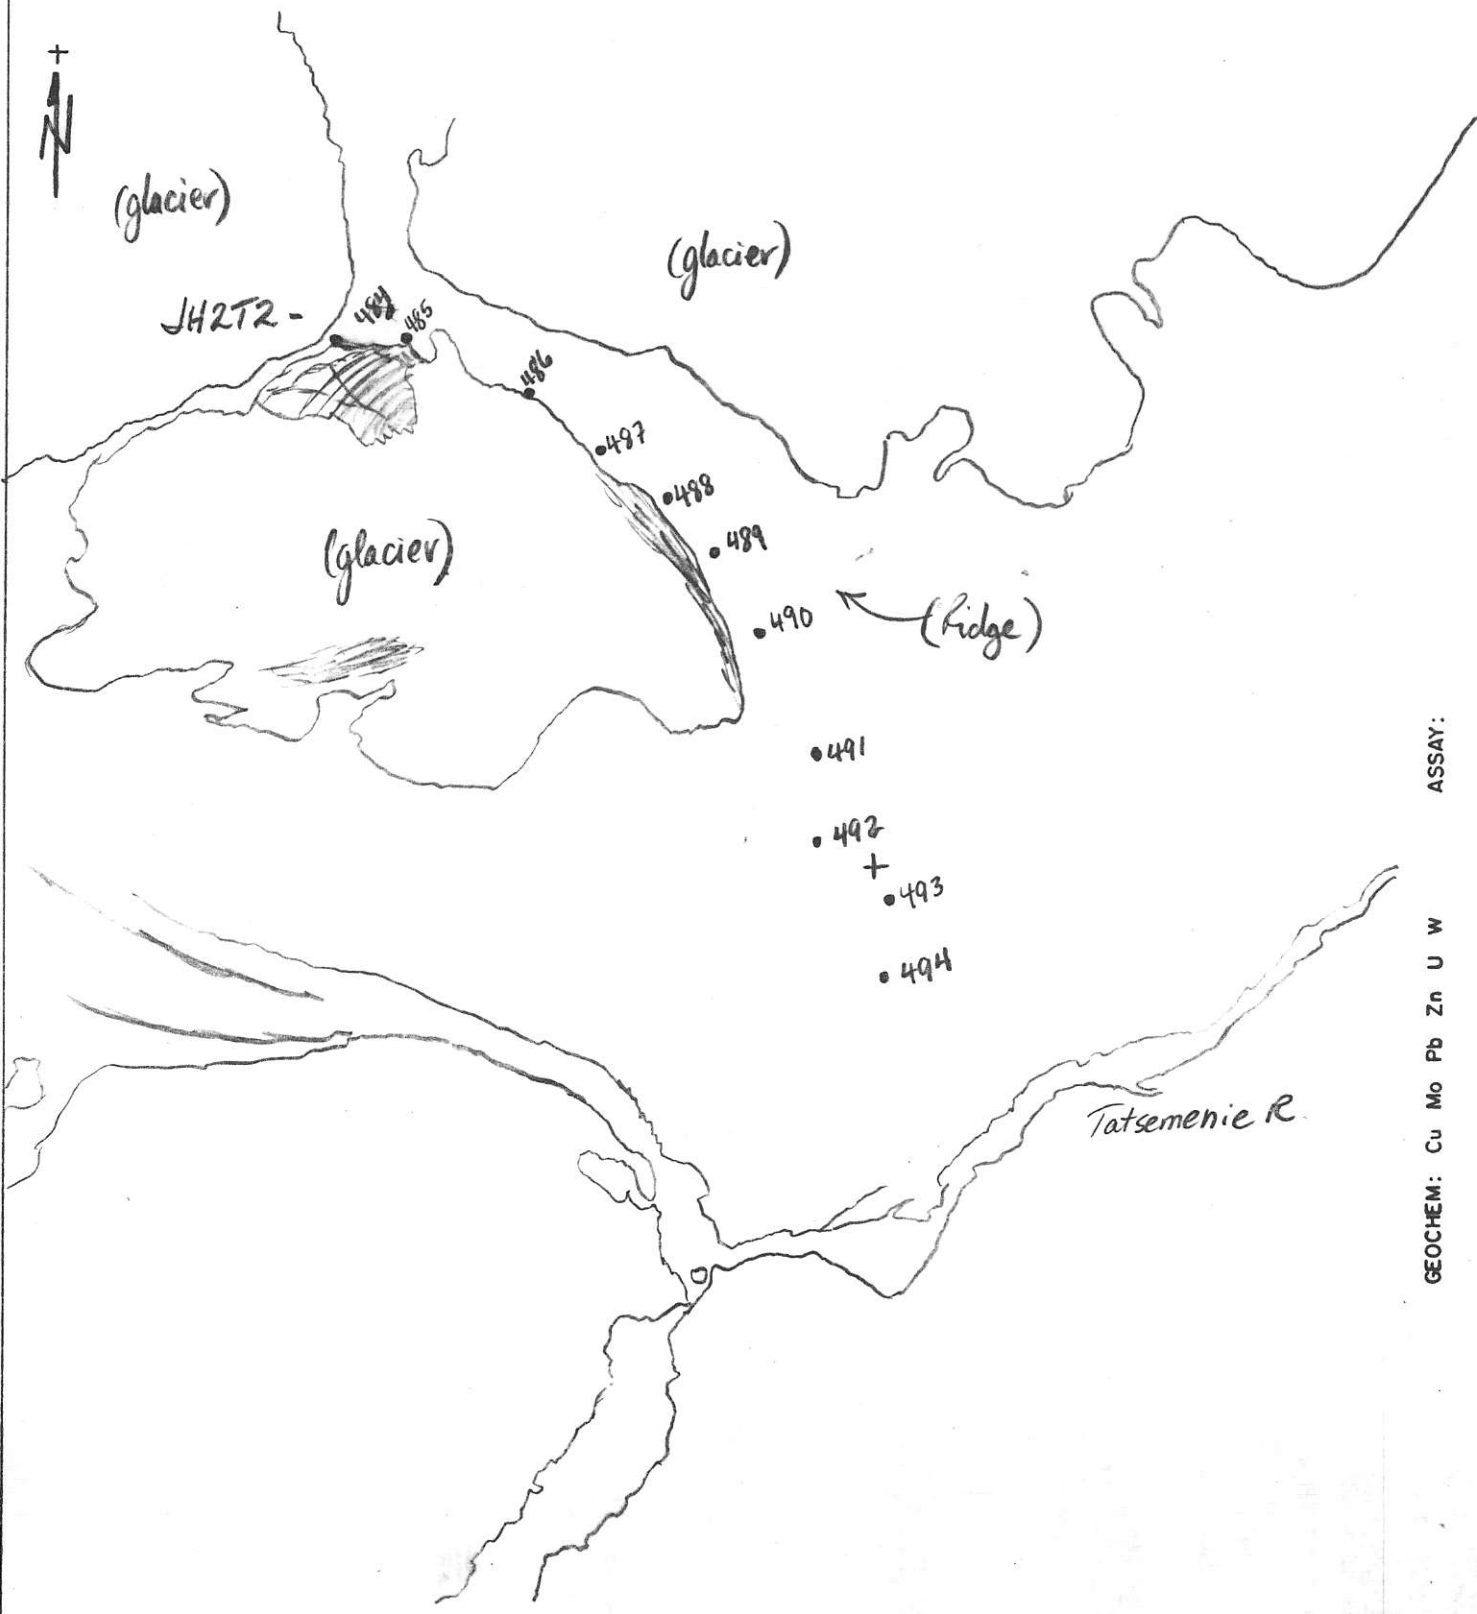 N
(glacier)
(glacier)
JH2T2 -
484
485
486
487
488
489
(glacier)
490
(Ridge)
491
492
493
494
Tatsemenie R.
GEOCHEM: Cu Mo Pb Zn U W ASSAY: